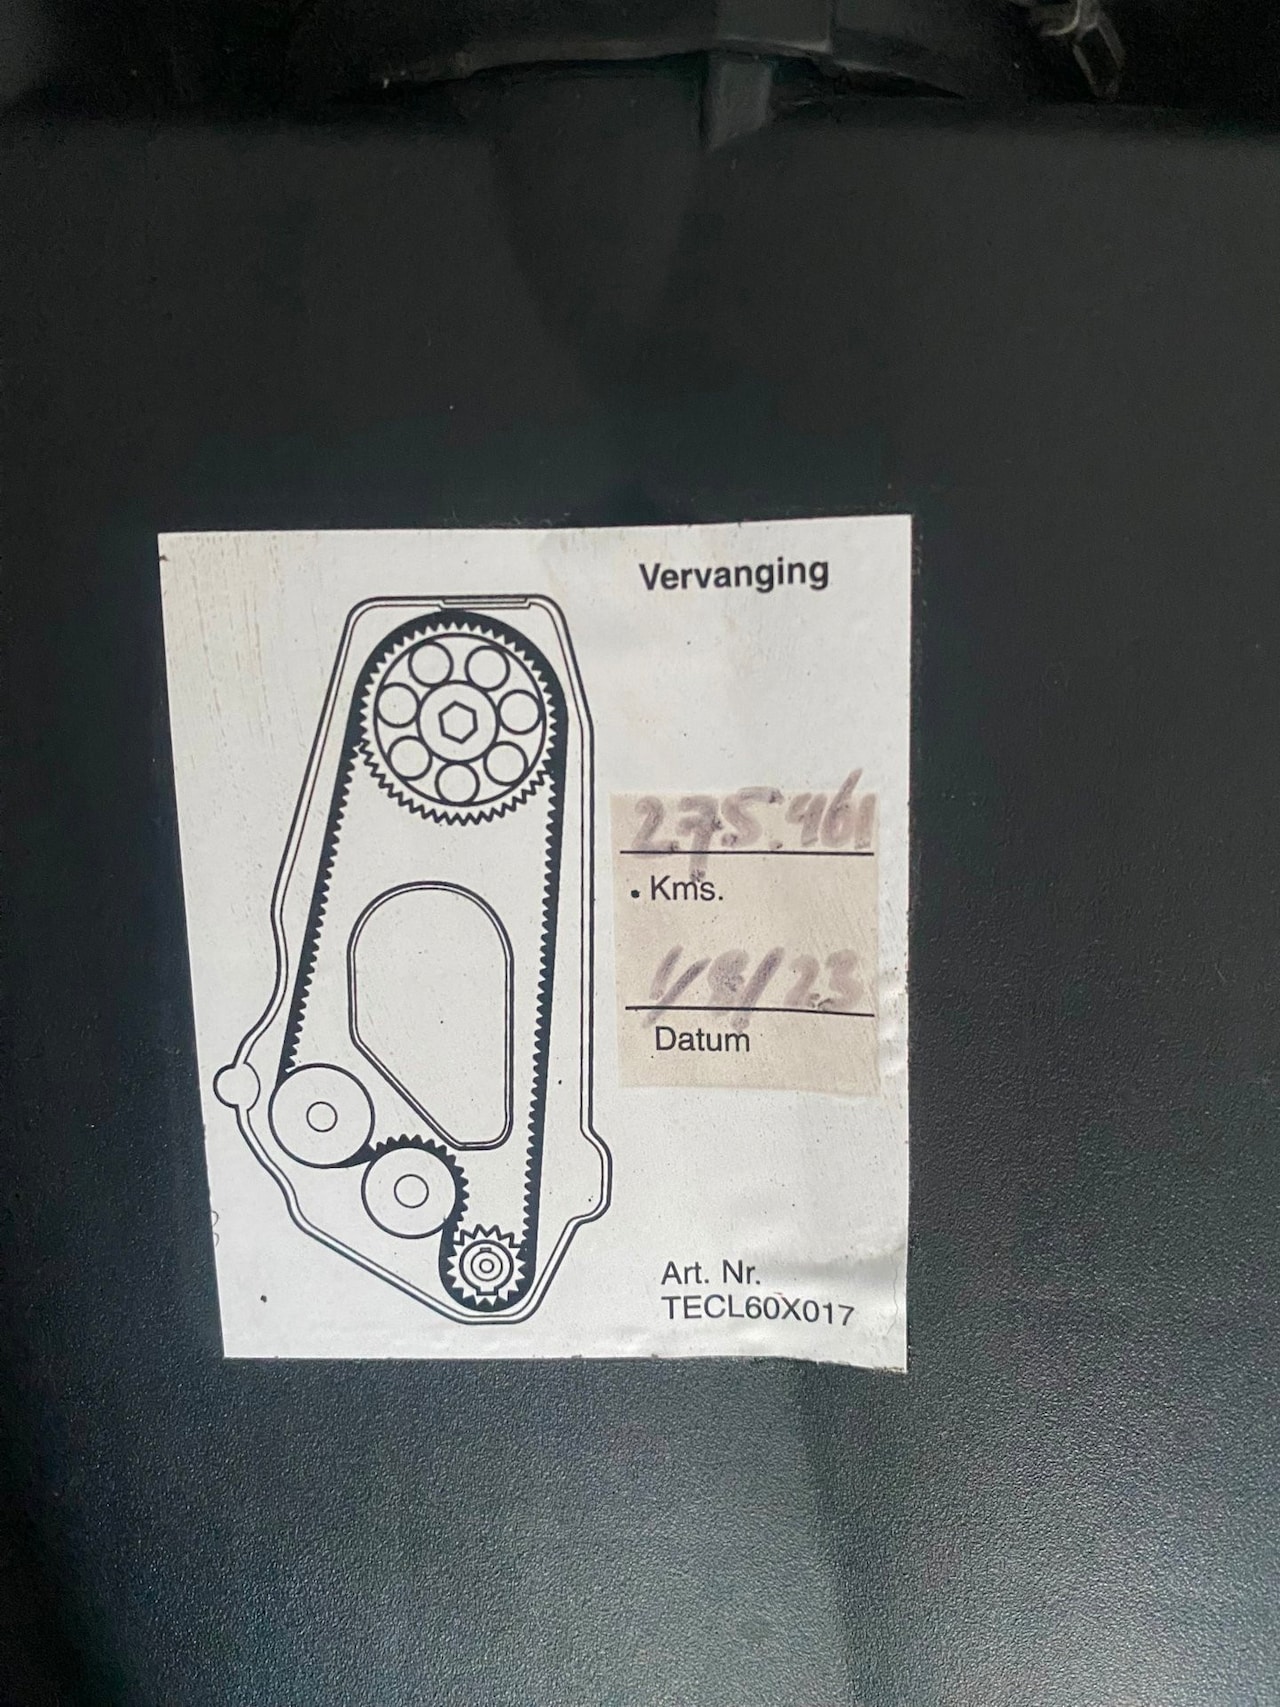 Vervanging
275.461
Kms.
1/8/23
Datum
Art. Nr.
TECL60X017